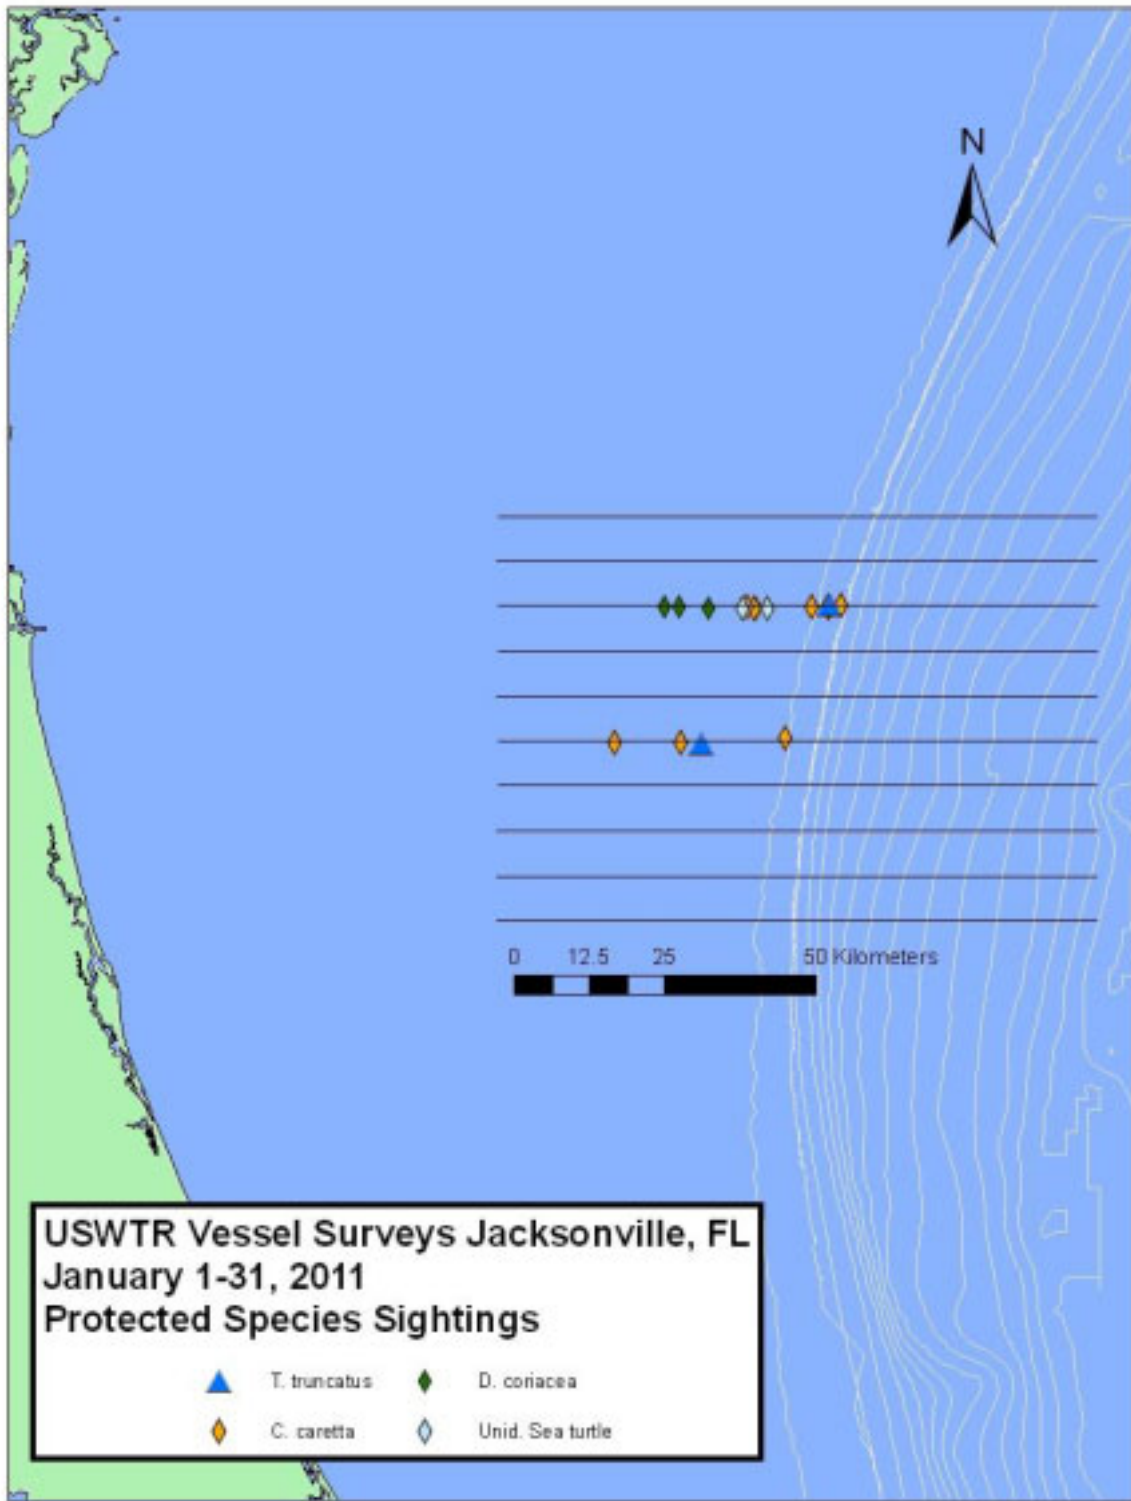 N
0 12.5 25 50 Kilometers
USWTR Vessel Surveys Jacksonville, FL
January 1-31, 2011
Protected Species Sightings
T. truncatus D. coriacea
C. caretta Unid. Sea turtle